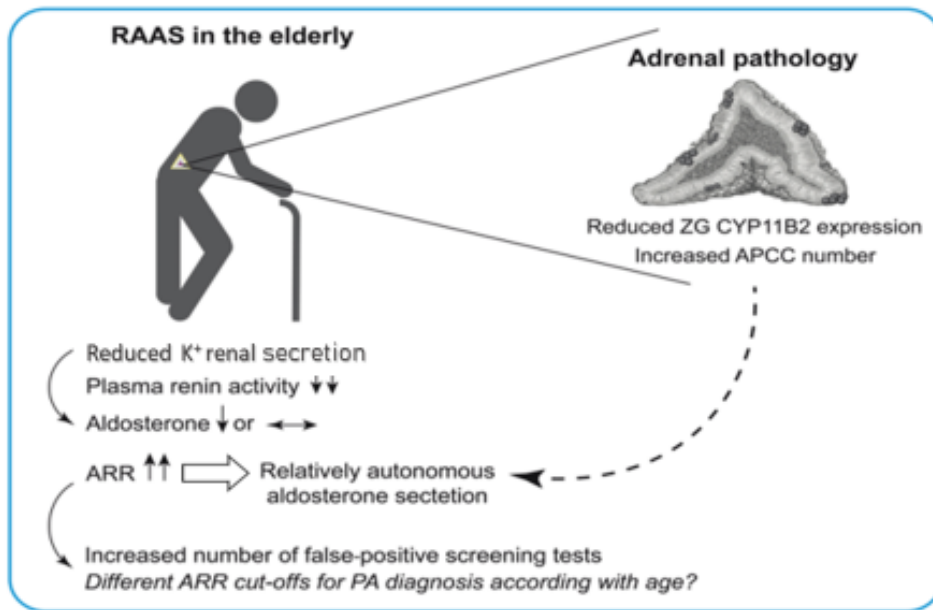 RAAS in the elderly
Adrenal pathology
Reduced ZG CYP11B2 expression
Increased APCC number
Reduced K⁺ renal secretion
Plasma renin activity ↓↓
Aldosterone ↓ or ↔
ARR ↑↑
Relatively autonomous
aldosterone sectetion
Increased number of false-positive screening tests
Different ARR cut-offs for PA diagnosis according with age?